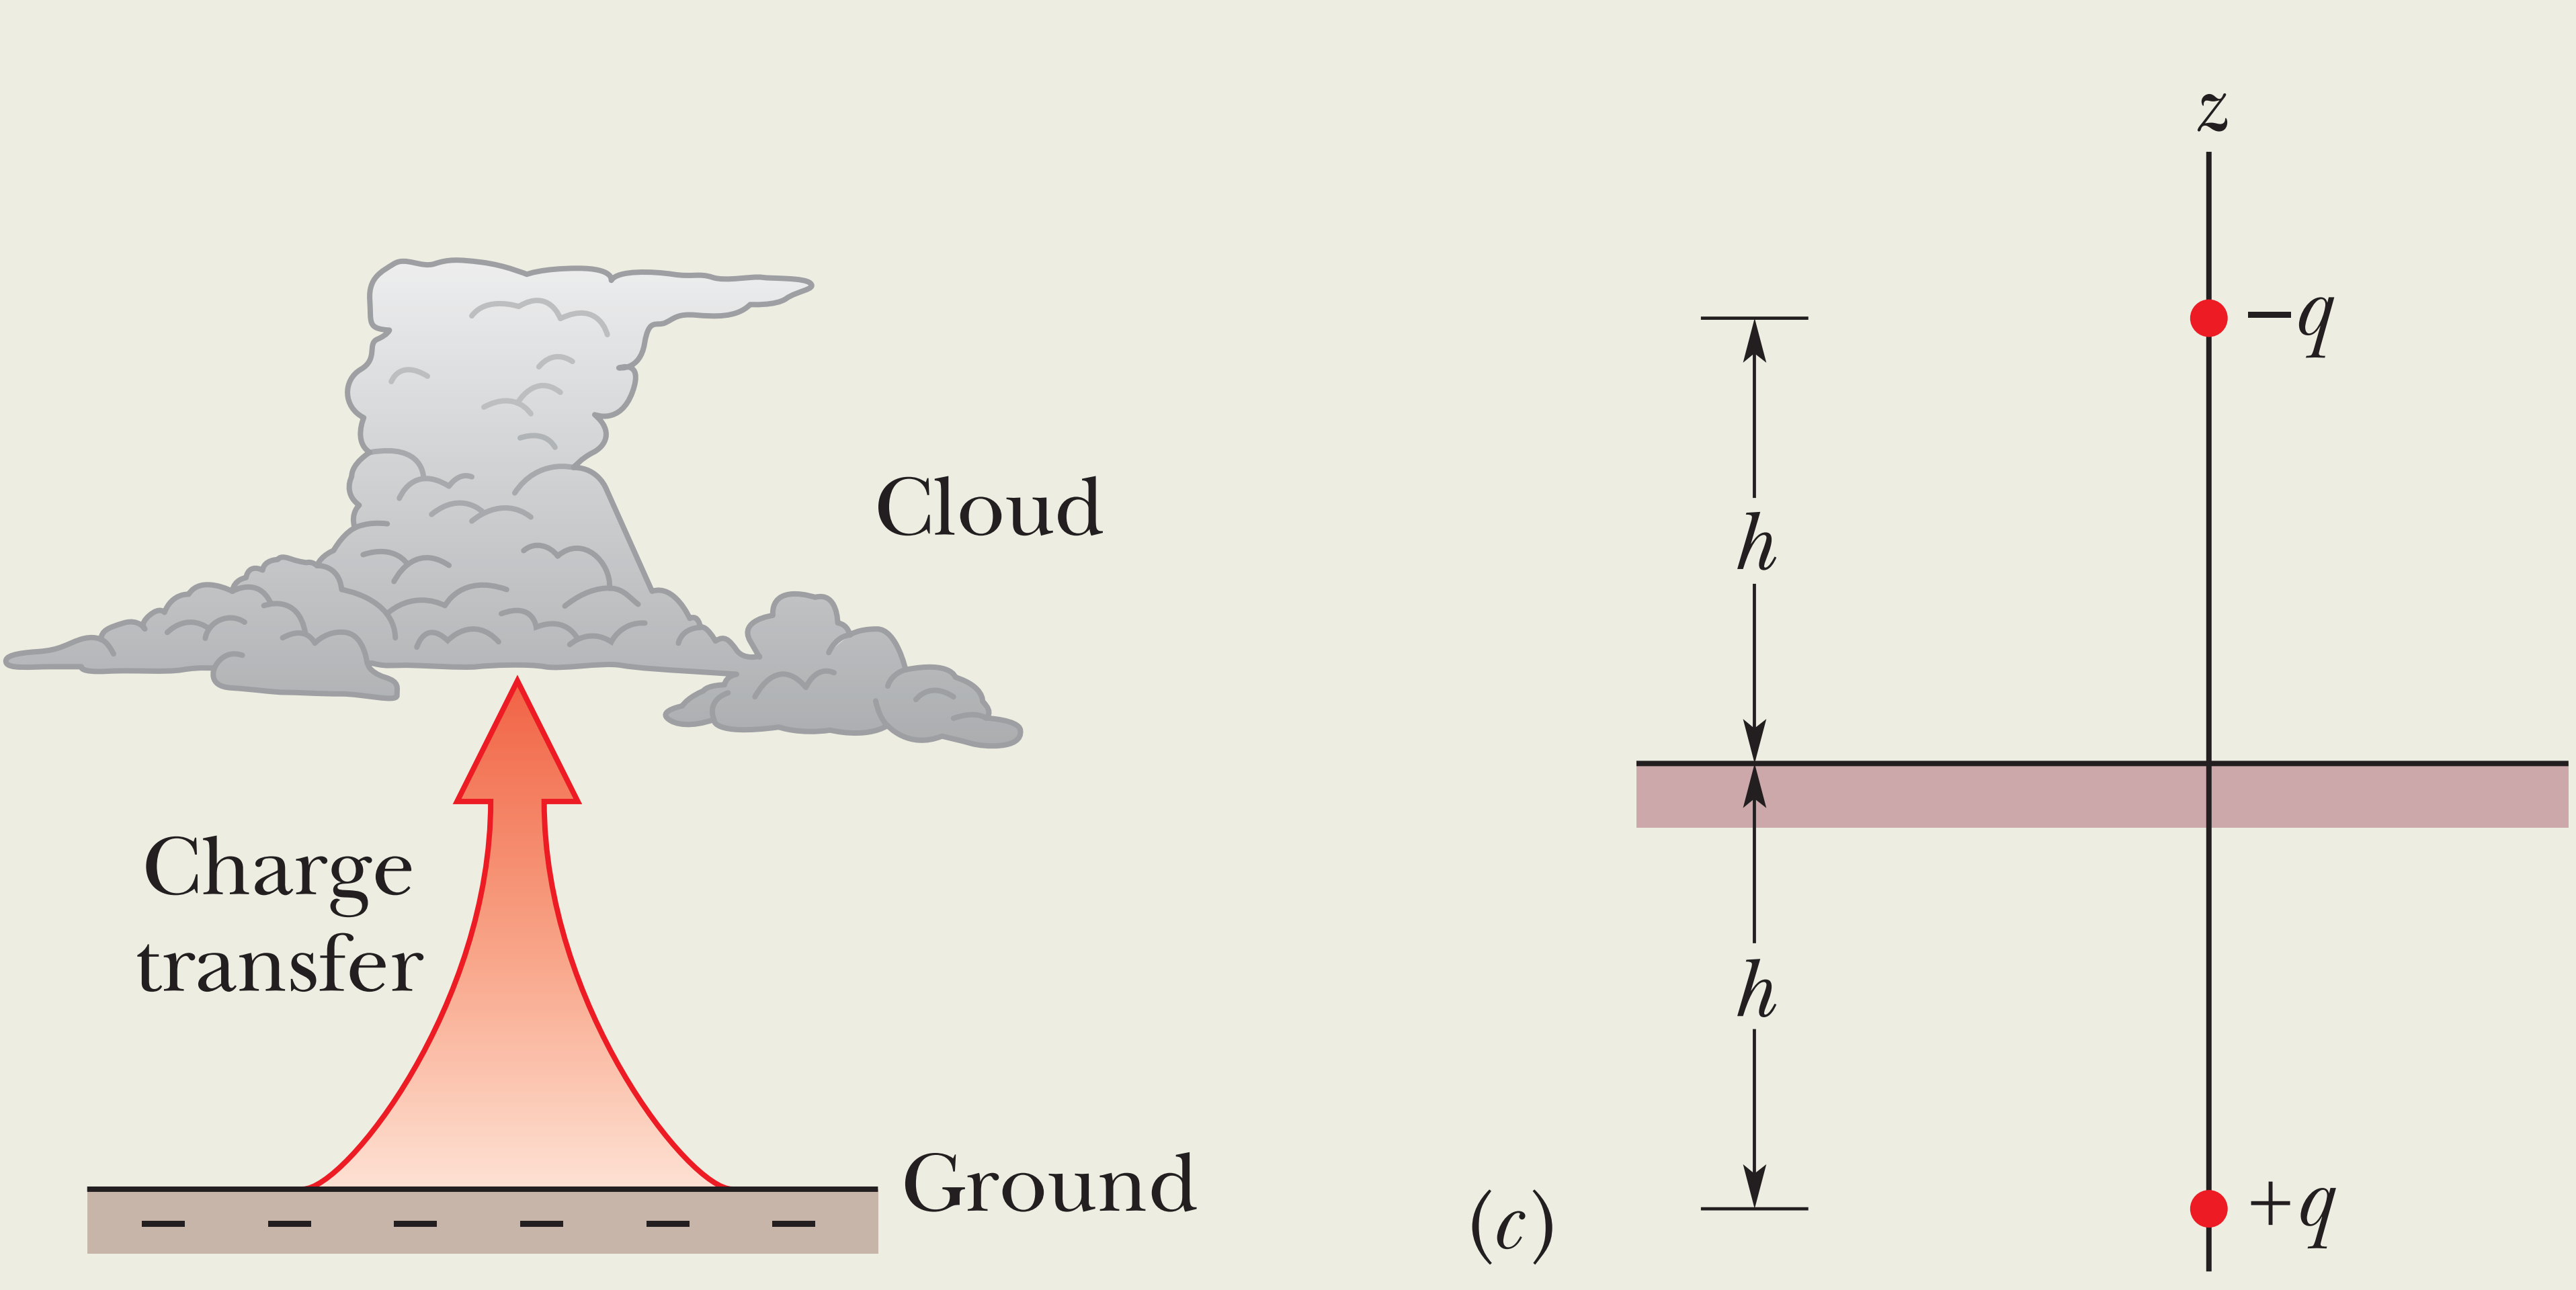 Cloud
Charge
transfer
Ground
(c)
z
−q
h
h
+q